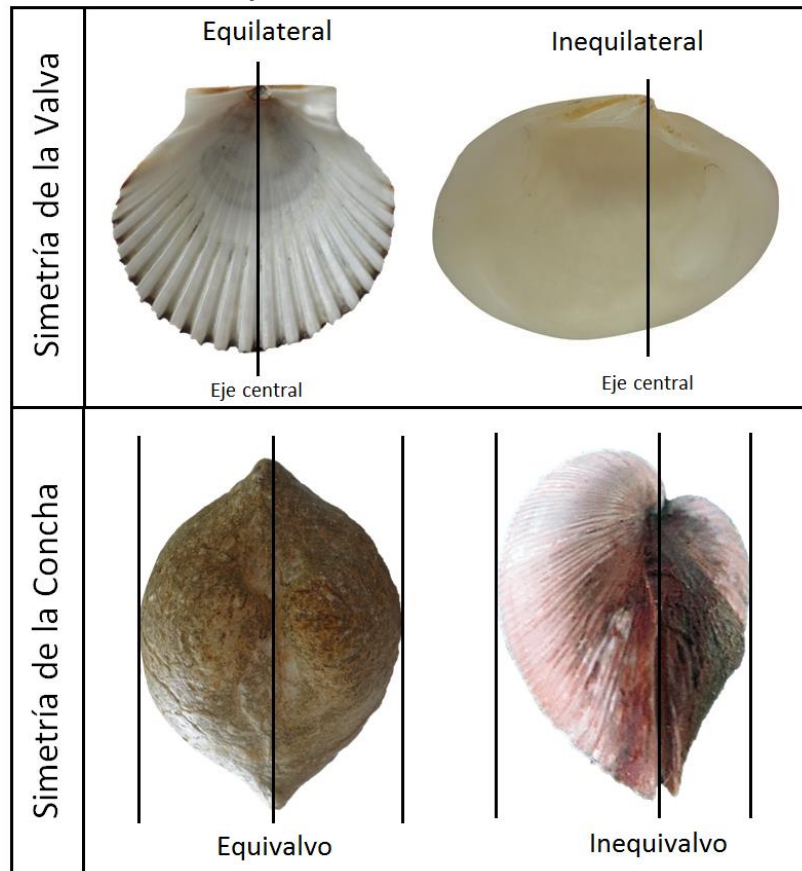 Simetría de la Valva
Equilateral
Inequilateral
Eje central
Eje central
Simetría de la Concha
Equivalvo
Inequivalvo